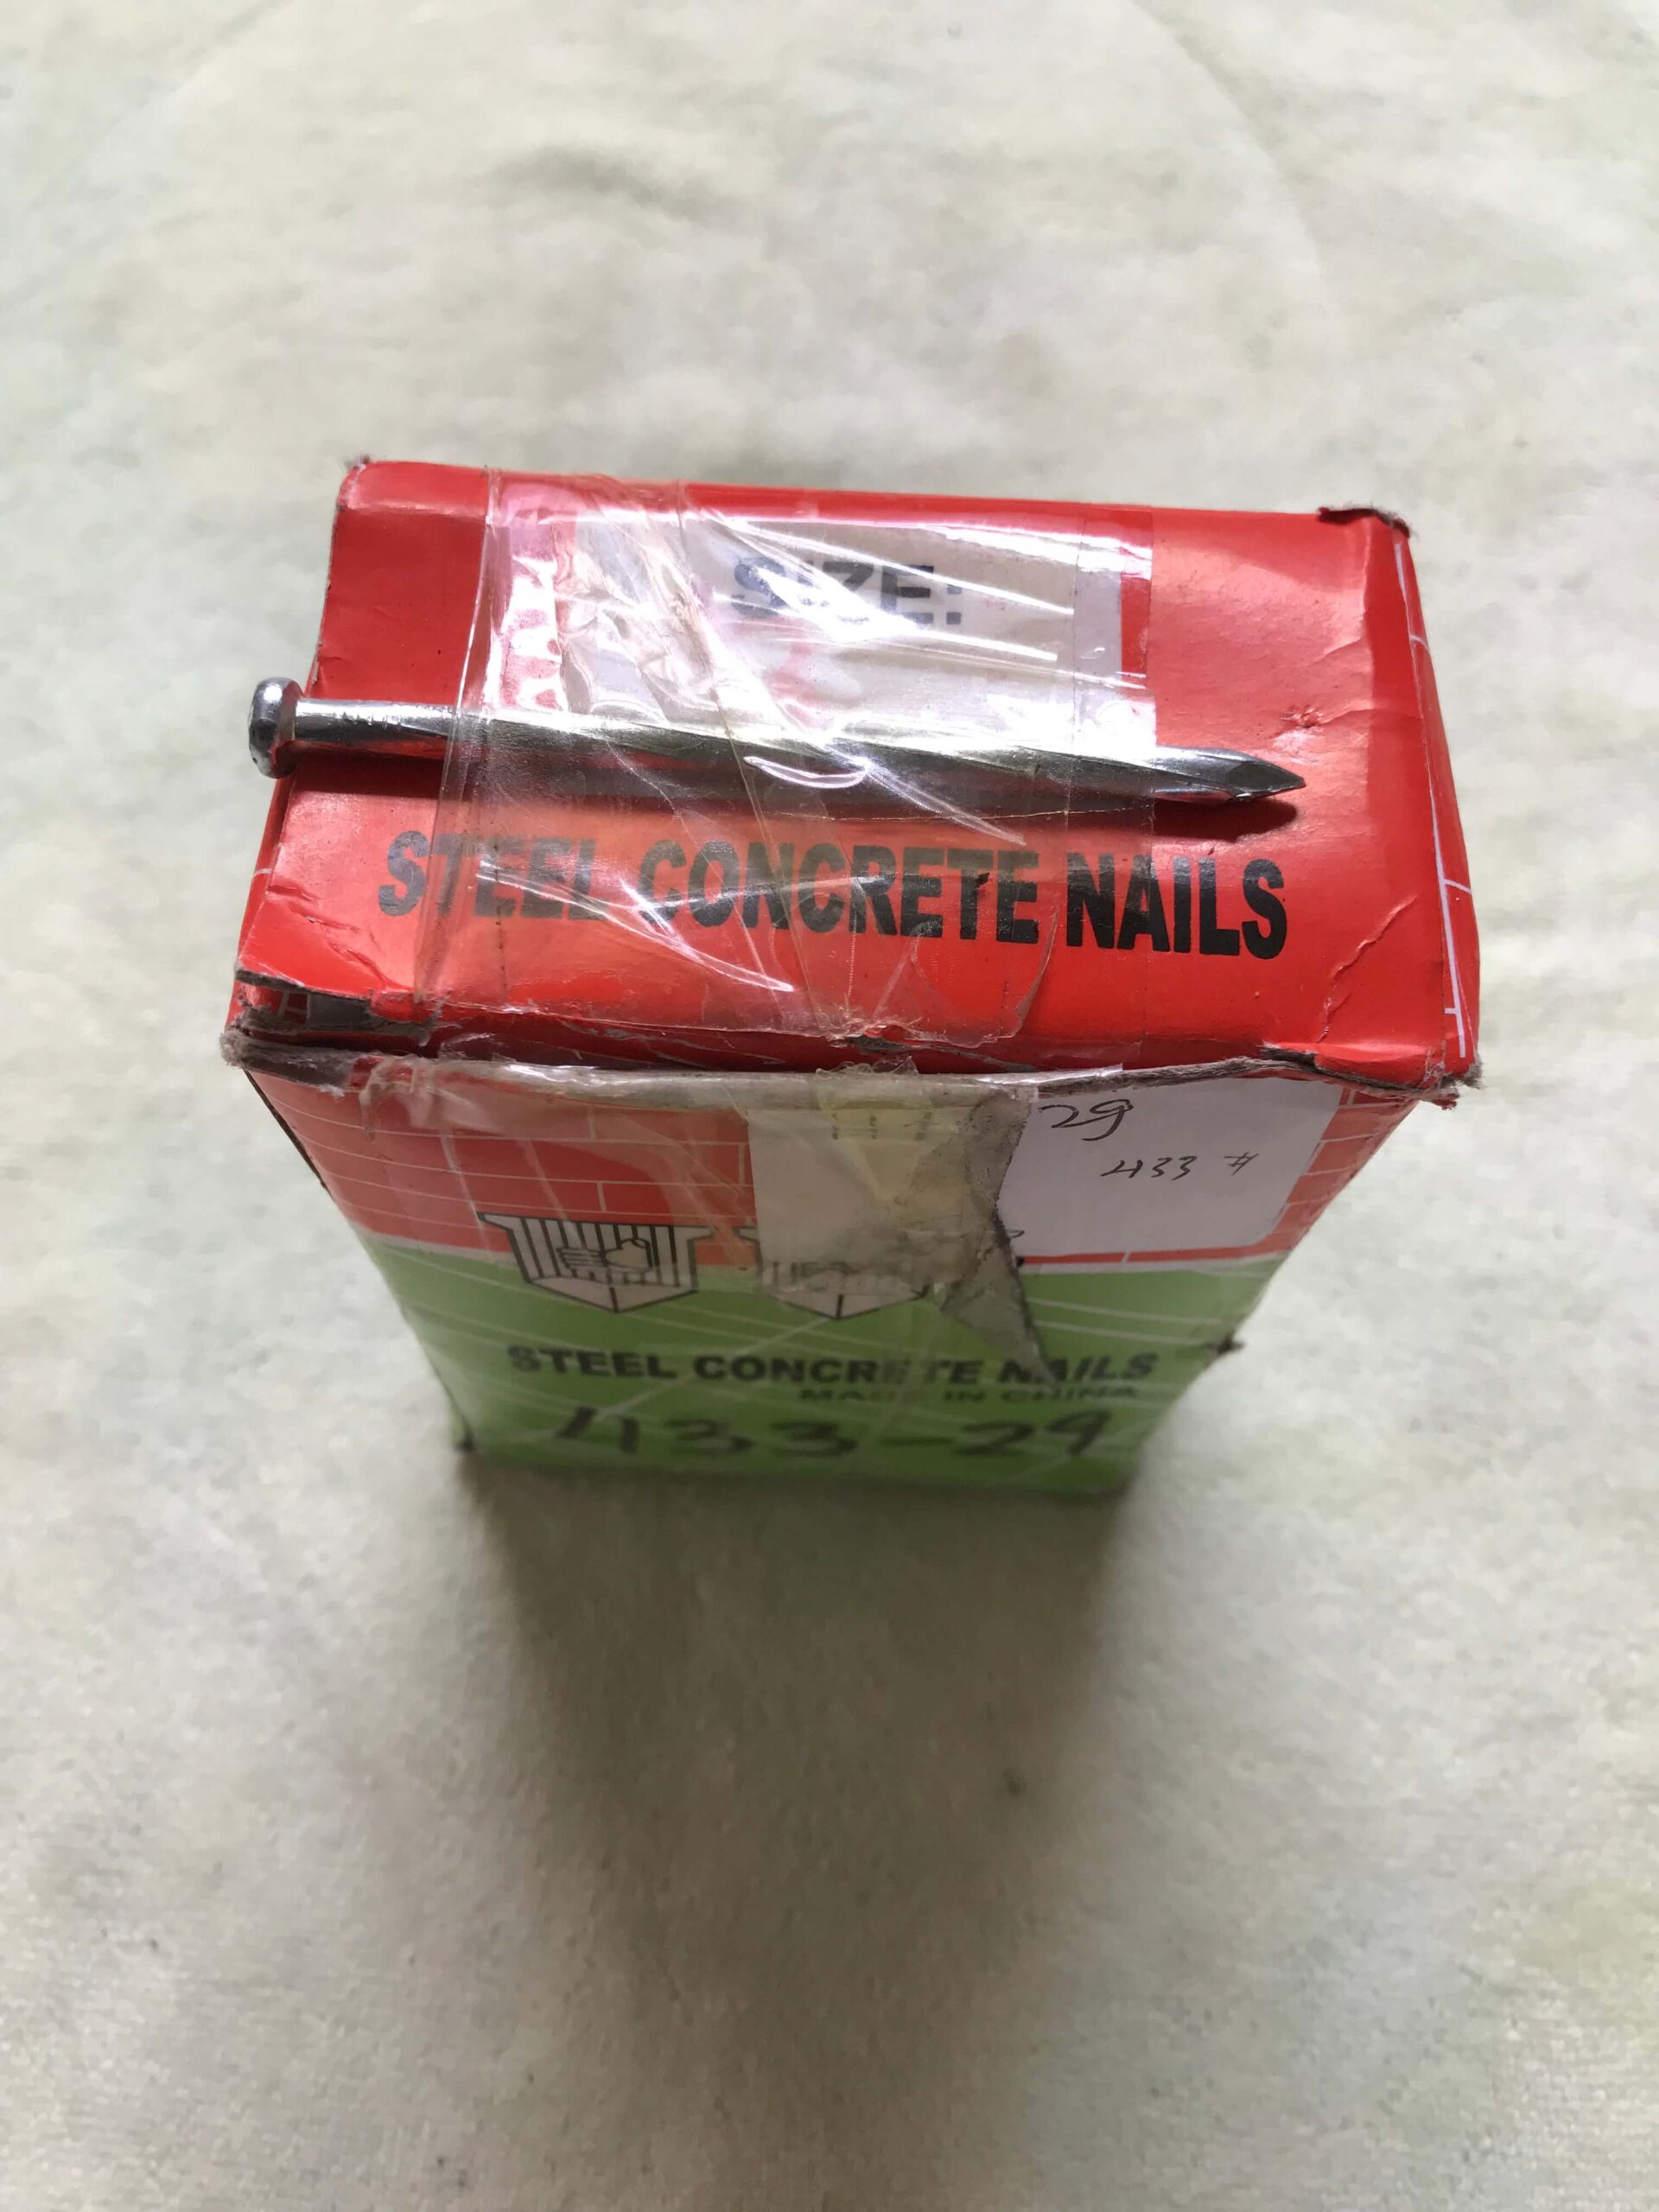 SIZE:
STEEL CONCRETE NAILS
29
433 #
STEEL CONCRETE NAILS
MADE IN CHINA
433-29